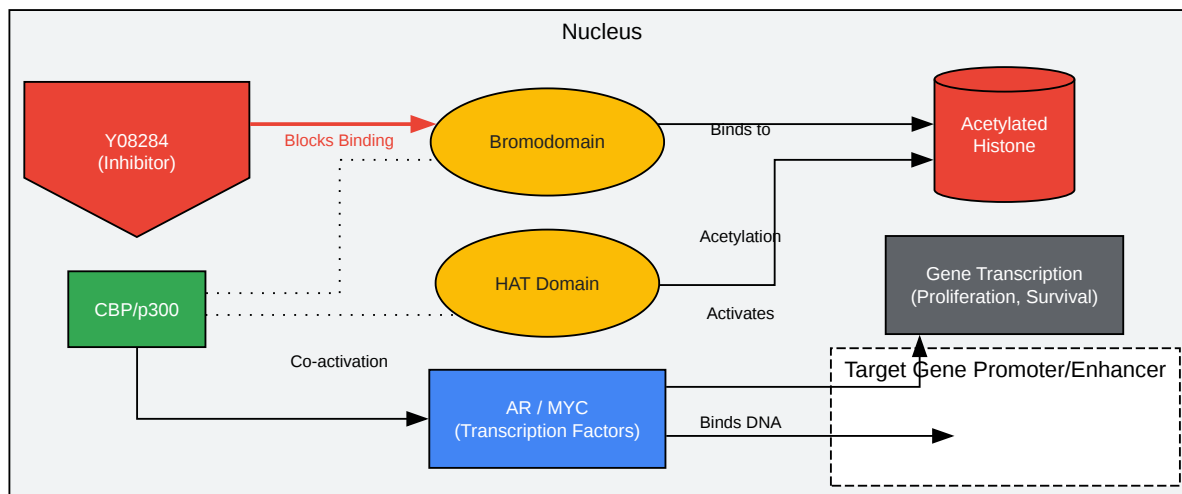 Nucleus
Y08284
(Inhibitor)
Blocks Binding
Bromodomain
Binds to
Acetylated
Histone
Acetylation
CBP/p300
HAT Domain
Activates
Gene Transcription
(Proliferation, Survival)
Co-activation
AR / MYC
(Transcription Factors)
Binds DNA
Target Gene Promoter/Enhancer